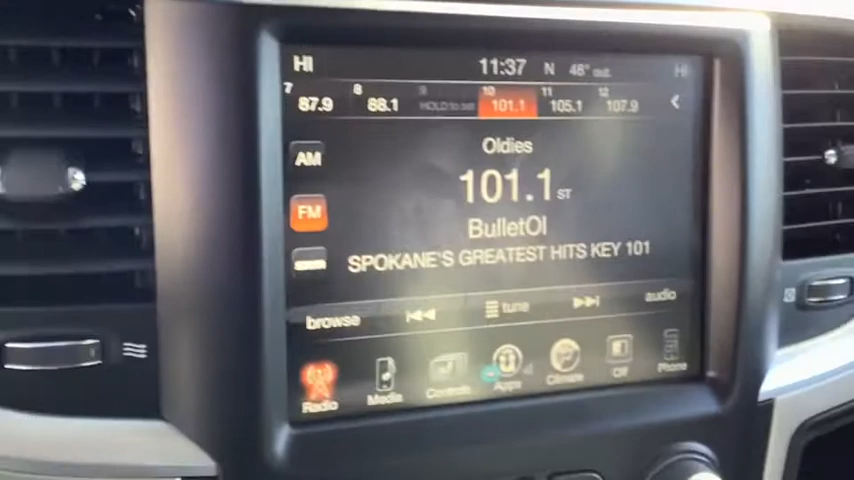 HI 11:37 N 48° out HI
7 8 9 10 11 12
87.9 88.1 HOLD TO set 101.1 105.1 107.9
Oldies
AM
101.1 ST
FM
BulletOl
SPOKANE'S GREATEST HITS KEY 101
browse tune audio
Radio Media Controls Apps Climate Off Phone